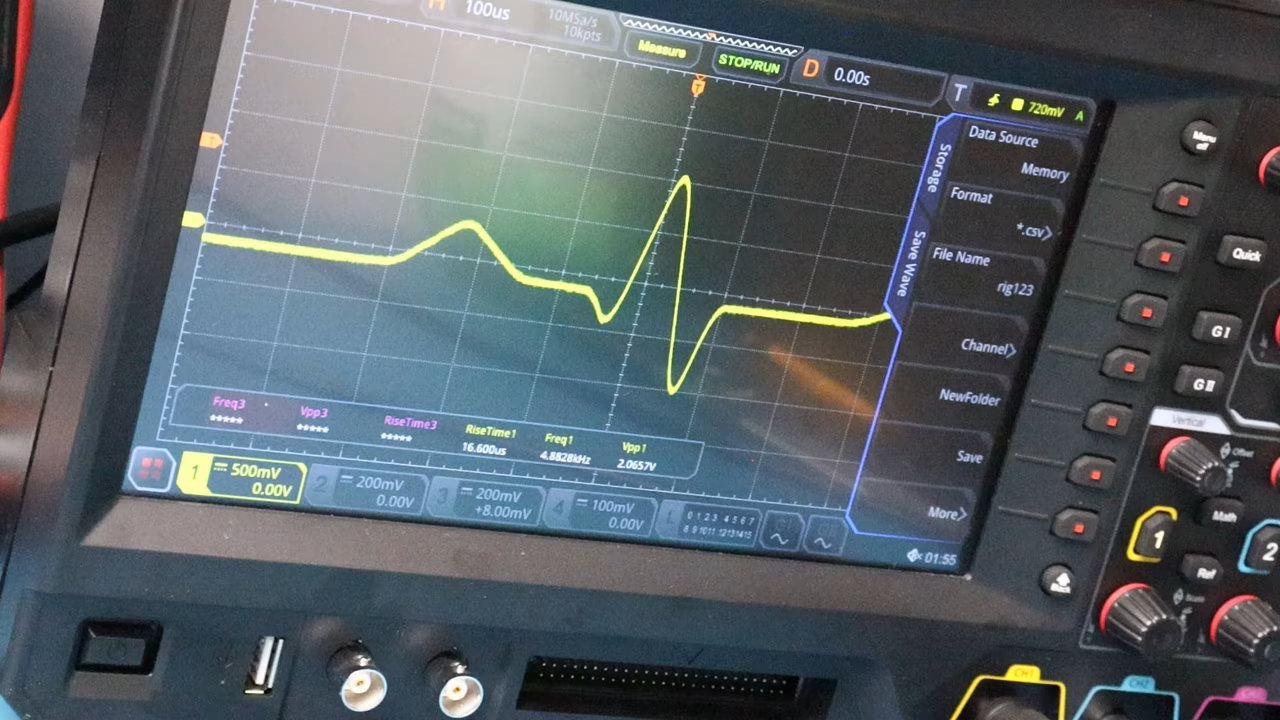 H 100us
10MSa/s
10kpts
Measure
STOP/RUN
D 0.00s
T 720mV A
T
T
Storage
Save Wave
Data Source
Memory
Format
*.csv>
File Name
rig123
Channel>
NewFolder
Save
More>
Freq3
*****
Vpp3
*****
RiseTime3
*****
RiseTime1
16.600us
Freq1
4.8828kHz
Vpp1
2.0657V
1 500mV
0.00V
2 200mV
0.00V
3 200mV
+8.00mV
4 100mV
0.00V
L 0 1 2 3 4 5 6 7
8 9 10 11 12 13 14 15
01:55
Menu
off
Quick
G I
G II
Vertical
Offset
1
Math
2
Ref
Scale
Back
CH1
CH2